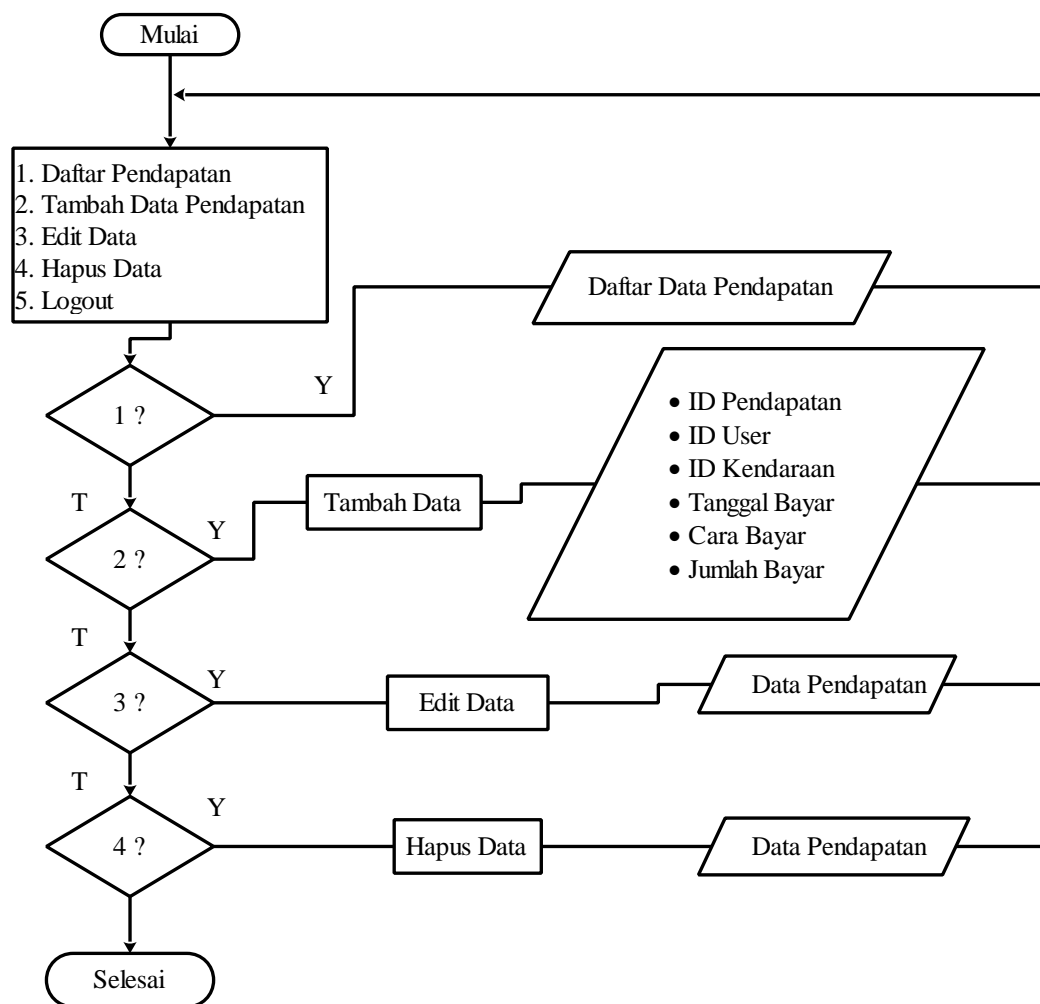 Mulai
1. Daftar Pendapatan
2. Tambah Data Pendapatan
3. Edit Data
4. Hapus Data
5. Logout
Daftar Data Pendapatan
Y
1 ?
• ID Pendapatan
• ID User
• ID Kendaraan
• Tanggal Bayar
• Cara Bayar
• Jumlah Bayar
T
Y
Tambah Data
2 ?
T
Y
3 ?
Edit Data
Data Pendapatan
T
Y
4 ?
Hapus Data
Data Pendapatan
Selesai